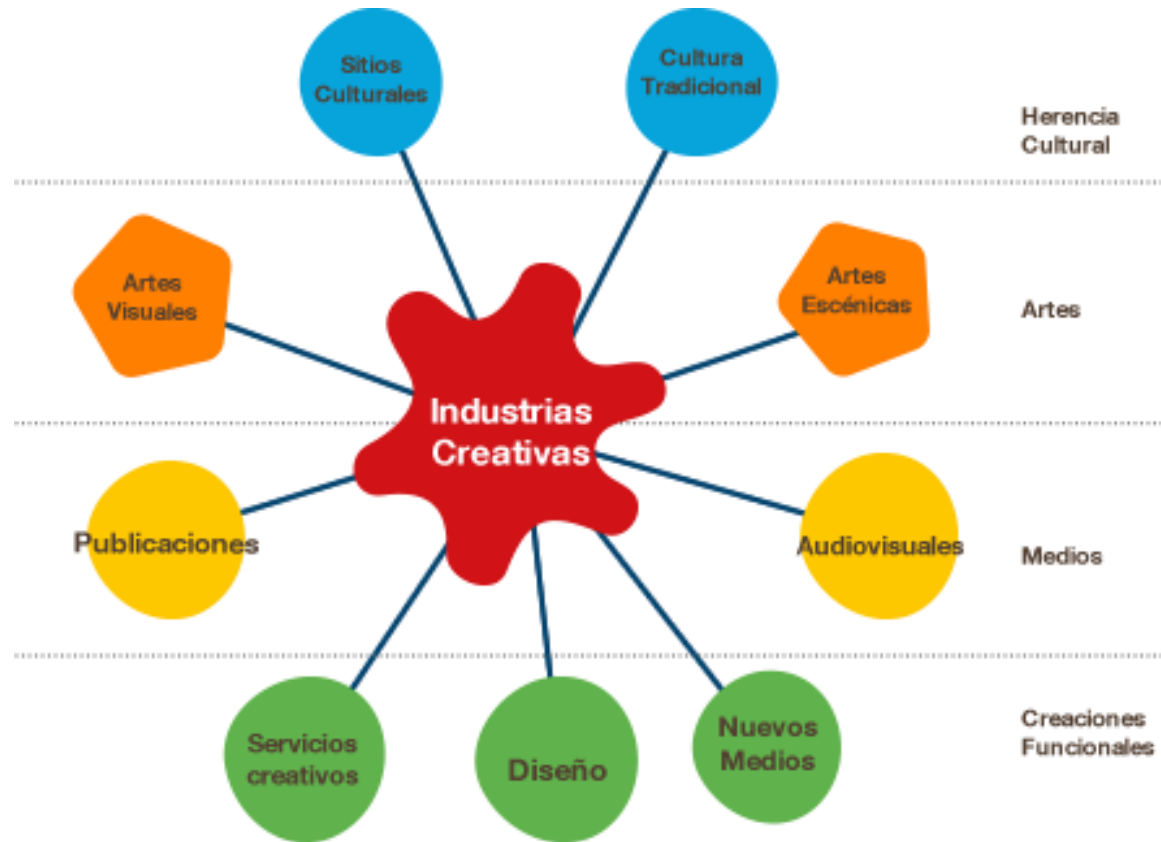 Sitios
Culturales
Cultura
Tradicional
Herencia
Cultural
Artes
Visuales
Artes
Escénicas
Artes
Industrias
Creativas
Publicaciones
Audiovisuales
Medios
Servicios
creativos
Diseño
Nuevos
Medios
Creaciones
Funcionales